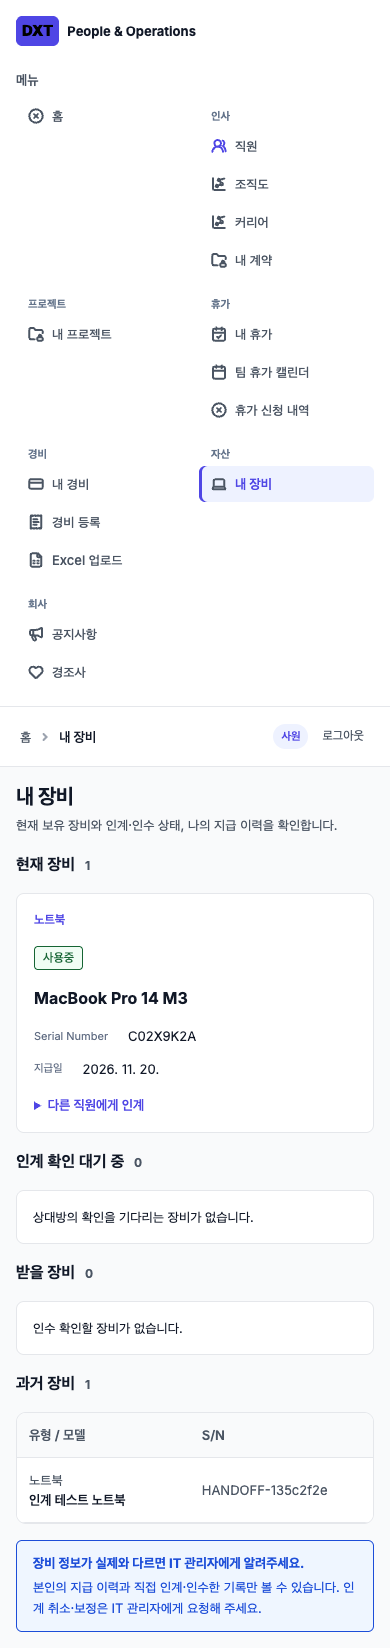 DXT People & Operations
메뉴
홈
인사
직원
조직도
커리어
내 계약
프로젝트
내 프로젝트
휴가
내 휴가
팀 휴가 캘린더
휴가 신청 내역
경비
내 경비
경비 등록
Excel 업로드
자산
내 장비
회사
공지사항
경조사
홈 > 내 장비 사원 로그아웃
내 장비
현재 보유 장비와 인계·인수 상태, 나의 지급 이력을 확인합니다.
현재 장비 1
노트북
사용중
MacBook Pro 14 M3
Serial Number C02X9K2A
지급일 2026. 11. 20.
▶ 다른 직원에게 인계
인계 확인 대기 중 0
상대방의 확인을 기다리는 장비가 없습니다.
받을 장비 0
인수 확인할 장비가 없습니다.
과거 장비 1
유형 / 모델 S/N
노트북
인계 테스트 노트북 HANDOFF-135c2f2e
장비 정보가 실제와 다르면 IT 관리자에게 알려주세요.
본인의 지급 이력과 직접 인계·인수한 기록만 볼 수 있습니다. 인
계 취소·보정은 IT 관리자에게 요청해 주세요.